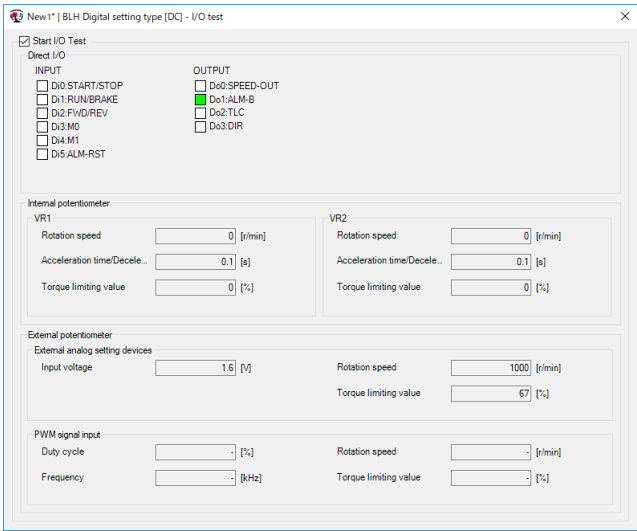 New1* | BLH Digital setting type [DC] - I/O test
Start I/O Test
Direct I/O
INPUT
Di0:START/STOP
Di1:RUN/BRAKE
Di2:FWD/REV
Di3:M0
Di4:M1
Di5:ALM-RST
OUTPUT
Do0:SPEED-OUT
Do1:ALM-B
Do2:TLC
Do3:DIR
Internal potentiometer
VR1
Rotation speed 0 [r/min]
Acceleration time/Decele... 0.1 [s]
Torque limiting value 0 [%]
VR2
Rotation speed 0 [r/min]
Acceleration time/Decele... 0.1 [s]
Torque limiting value 0 [%]
External potentiometer
External analog setting devices
Input voltage 1.6 [V]
Rotation speed 1000 [r/min]
Torque limiting value 67 [%]
PWM signal input
Duty cycle - [%]
Rotation speed - [r/min]
Frequency - [kHz]
Torque limiting value - [%]